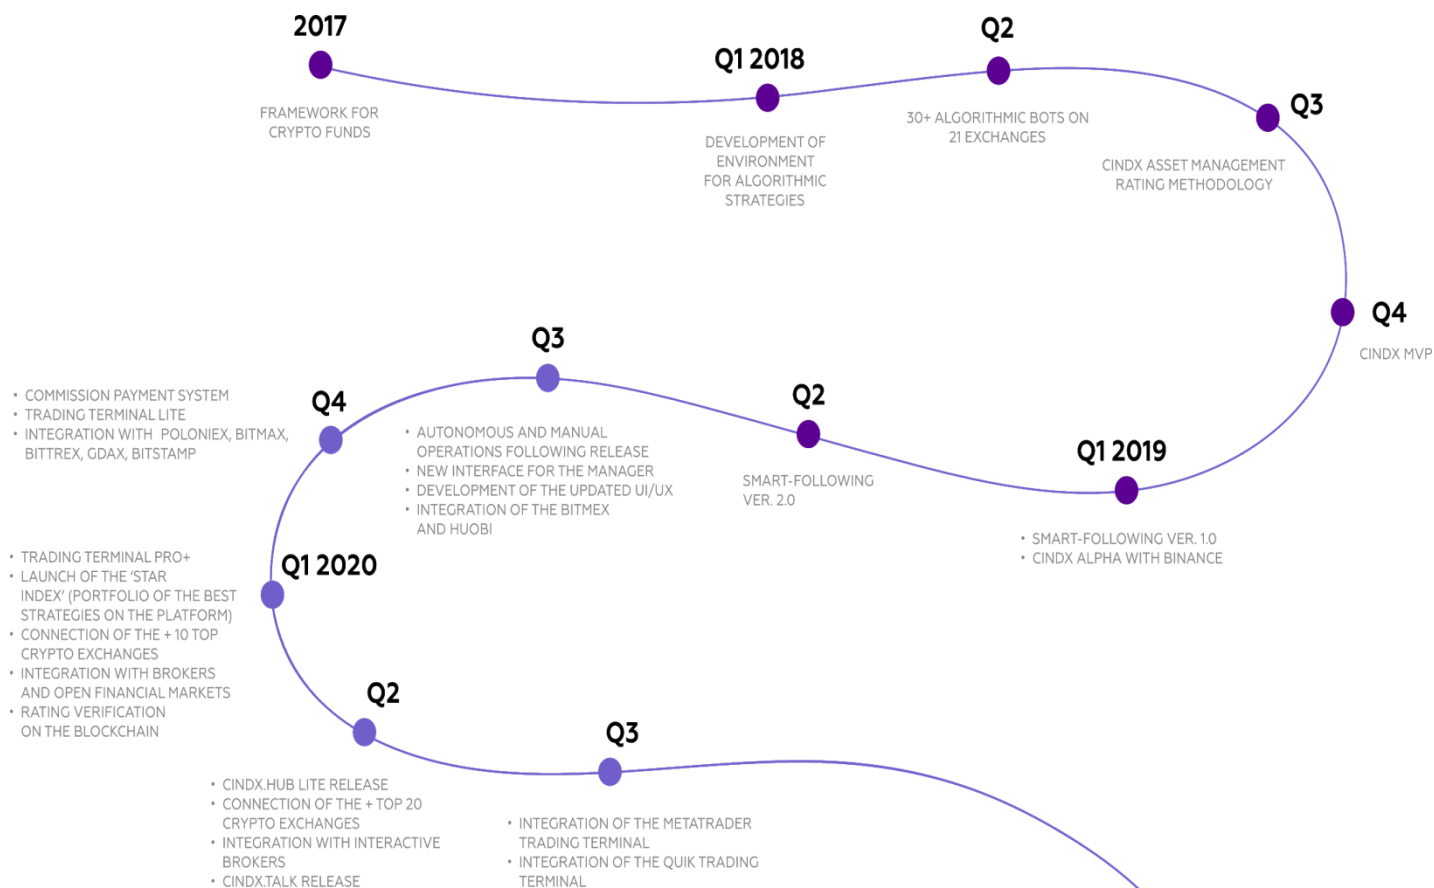 2017
FRAMEWORK FOR
CRYPTO FUNDS
Q1 2018
DEVELOPMENT OF
ENVIRONMENT
FOR ALGORITHMIC
STRATEGIES
Q2
30+ ALGORITHMIC BOTS ON
21 EXCHANGES
Q3
CINDX ASSET MANAGEMENT
RATING METHODOLOGY
Q4
CINDX MVP
Q1 2019
• SMART-FOLLOWING VER. 1.0
• CINDX ALPHA WITH BINANCE
Q2
SMART-FOLLOWING
VER. 2.0
Q3
• AUTONOMOUS AND MANUAL
OPERATIONS FOLLOWING RELEASE
• NEW INTERFACE FOR THE MANAGER
• DEVELOPMENT OF THE UPDATED UI/UX
• INTEGRATION OF THE BITMEX
AND HUOBI
Q4
• COMMISSION PAYMENT SYSTEM
• TRADING TERMINAL LITE
• INTEGRATION WITH POLONIEX, BITMAX,
BITTREX, GDAX, BITSTAMP
Q1 2020
• TRADING TERMINAL PRO+
• LAUNCH OF THE ‘STAR
INDEX’ (PORTFOLIO OF THE BEST
STRATEGIES ON THE PLATFORM)
• CONNECTION OF THE + 10 TOP
CRYPTO EXCHANGES
• INTEGRATION WITH BROKERS
AND OPEN FINANCIAL MARKETS
• RATING VERIFICATION
ON THE BLOCKCHAIN
Q2
• CINDX.HUB LITE RELEASE
• CONNECTION OF THE + TOP 20
CRYPTO EXCHANGES
• INTEGRATION WITH INTERACTIVE
BROKERS
• CINDX.TALK RELEASE
Q3
• INTEGRATION OF THE METATRADER
TRADING TERMINAL
• INTEGRATION OF THE QUIK TRADING
TERMINAL